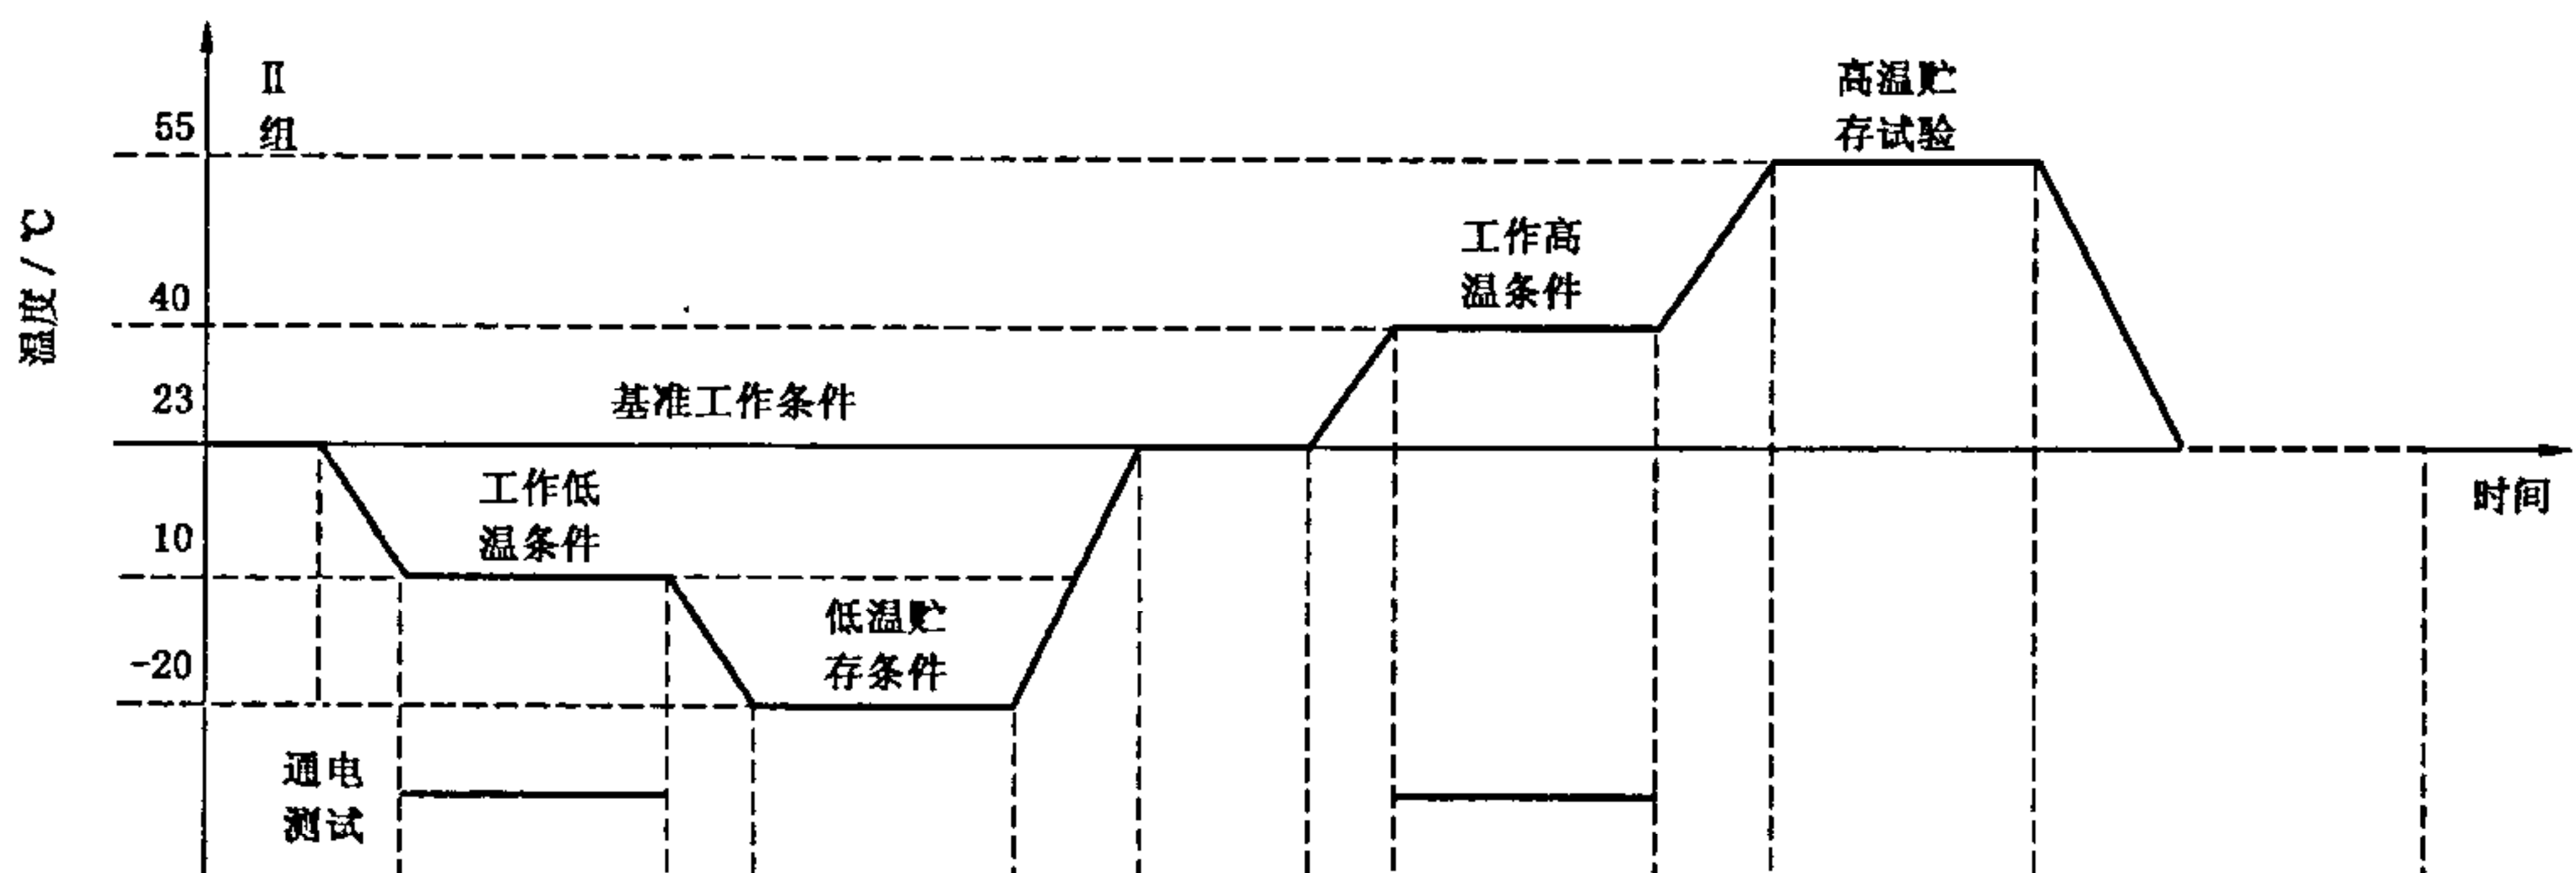 II
组
高温贮
存试验
55
工作高
温条件
温度/℃
40
23
基准工作条件
工作低
温条件
时间
10
低温贮
存条件
-20
通电
测试